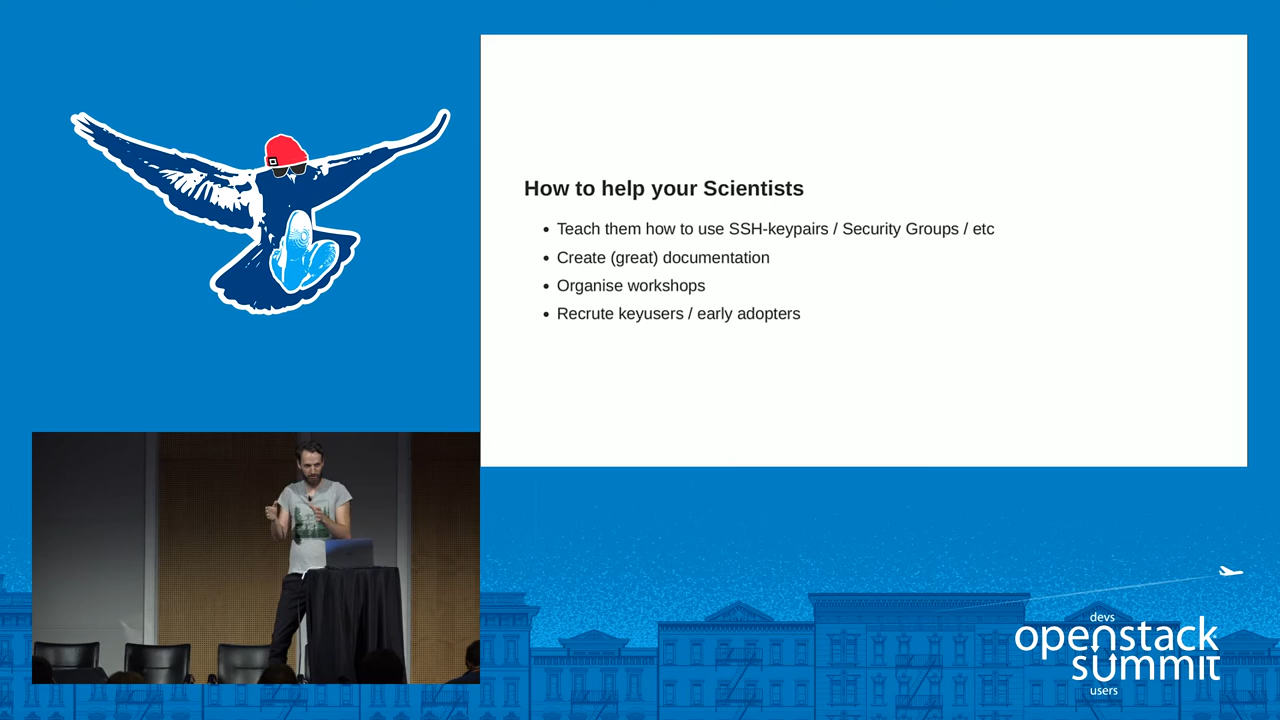 How to help your Scientists
Teach them how to use SSH-keypairs / Security Groups / etc
Create (great) documentation
Organise workshops
Recrute keyusers / early adopters
devs
openstack
summit
users